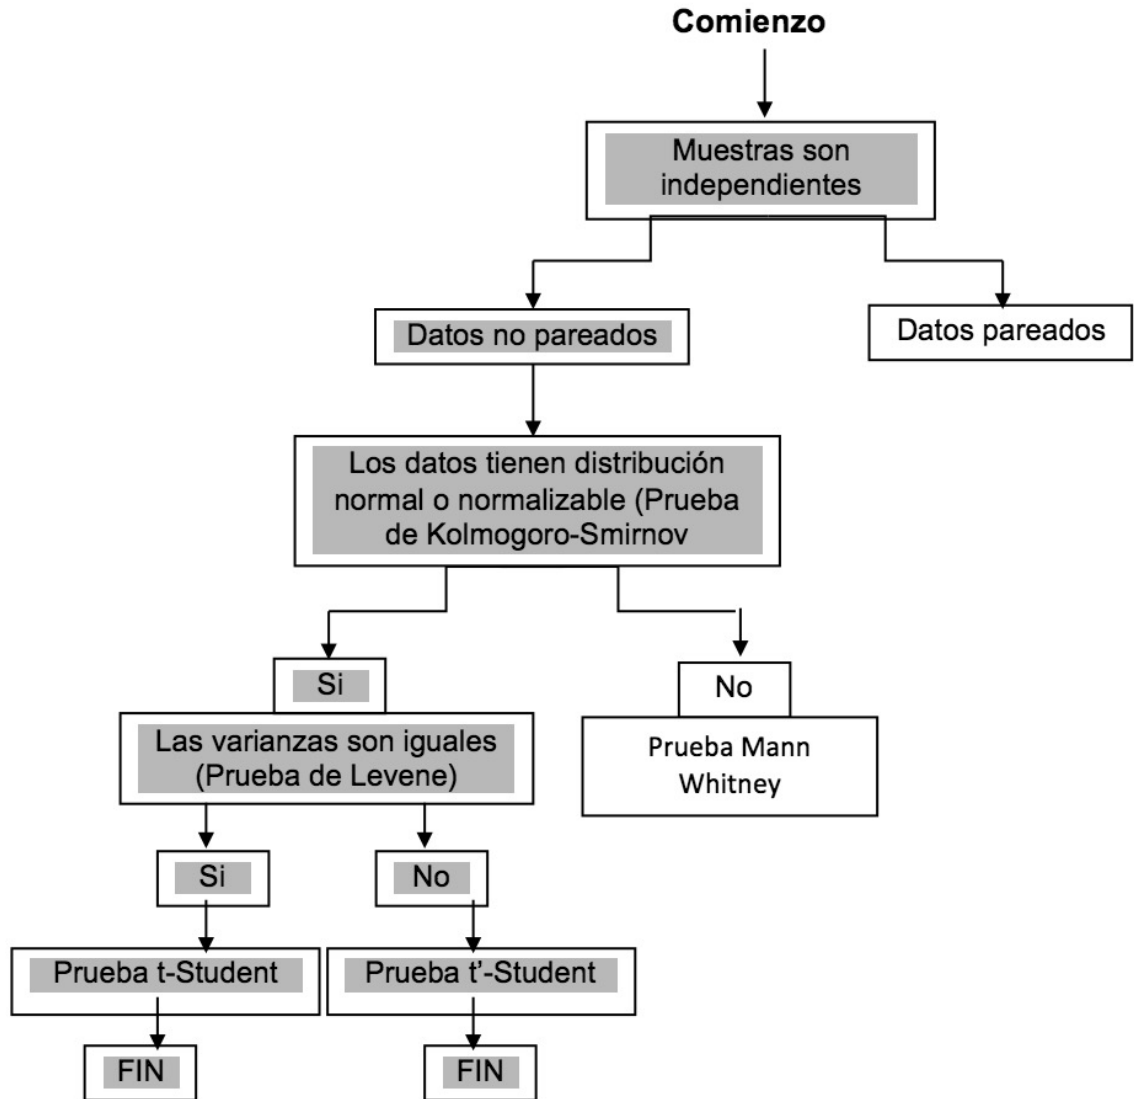 Comienzo
Muestras son
independientes
Datos no pareados
Datos pareados
Los datos tienen distribución
normal o normalizable (Prueba
de Kolmogoro-Smirnov
Si
No
Las varianzas son iguales
(Prueba de Levene)
Prueba Mann
Whitney
Si
No
Prueba t-Student
Prueba t’-Student
FIN
FIN